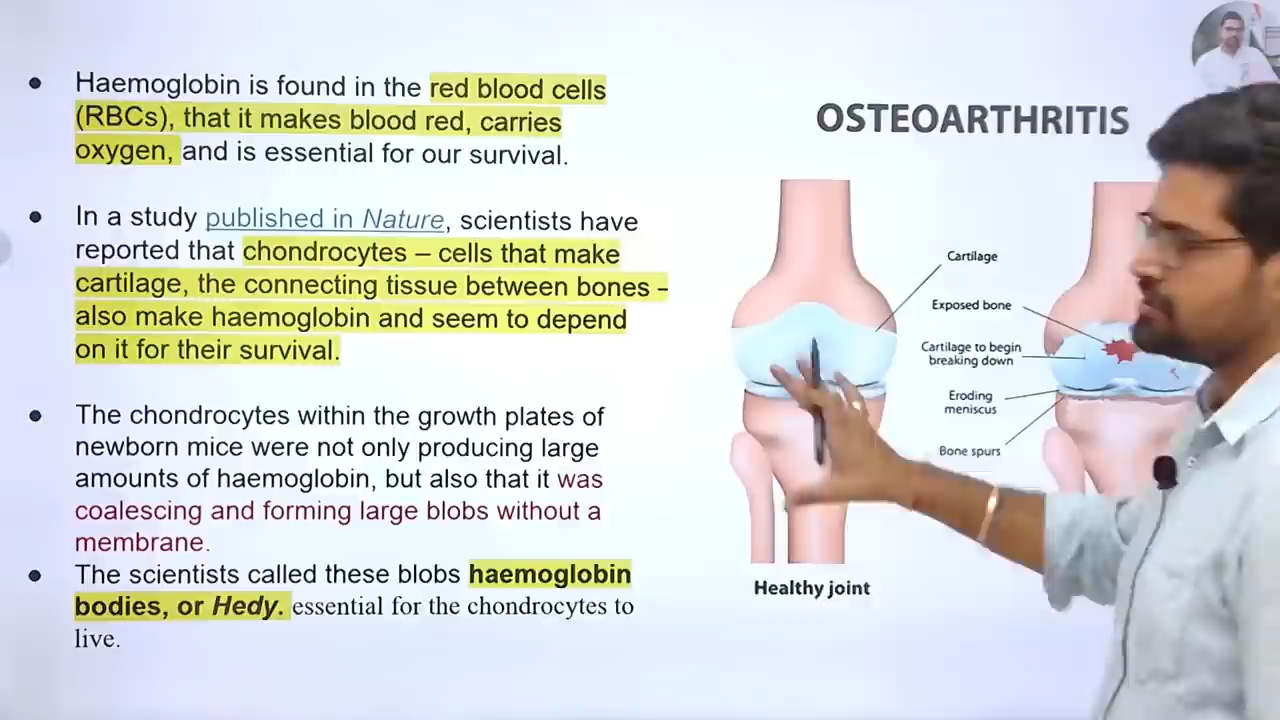 ● Haemoglobin is found in the red blood cells
(RBCs), that it makes blood red, carries
oxygen, and is essential for our survival.
● In a study published in Nature, scientists have
reported that chondrocytes – cells that make
cartilage, the connecting tissue between bones –
also make haemoglobin and seem to depend
on it for their survival.
● The chondrocytes within the growth plates of
newborn mice were not only producing large
amounts of haemoglobin, but also that it was
coalescing and forming large blobs without a
membrane.
● The scientists called these blobs haemoglobin
bodies, or Hedy. essential for the chondrocytes to
live.
OSTEOARTHRITIS
Cartilage
Exposed bone
Cartilage to begin
breaking down
Eroding
meniscus
Bone spurs
Healthy joint